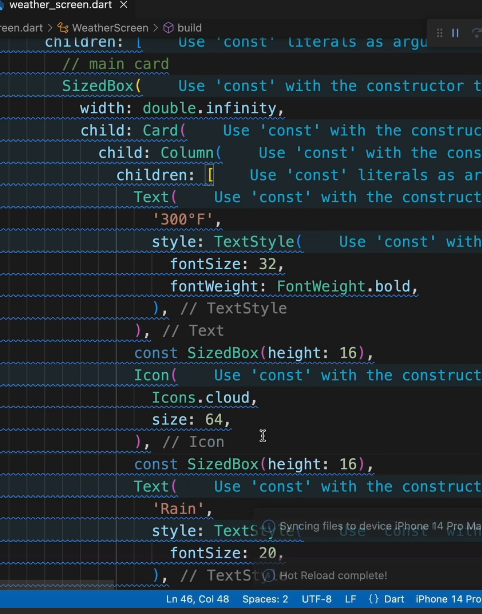 weather_screen.dart ×
een.dart > WeatherScreen > build
children: [ Use 'const' literals as argu
// main card
SizedBox( Use 'const' with the constructor t
width: double.infinity,
child: Card( Use 'const' with the construc
child: Column( Use 'const' with the cons
children: [ Use 'const' literals as ar
Text( Use 'const' with the construct
'300°F',
style: TextStyle( Use 'const' with
fontSize: 32,
fontWeight: FontWeight.bold,
), // TextStyle
), // Text
const SizedBox(height: 16),
Icon( Use 'const' with the construct
Icons.cloud,
size: 64,
), // Icon
const SizedBox(height: 16),
Text( Use 'const' with the construct
'Rain',
Syncing files to device iPhone 14 Pro Ma
style: TextStyle( Use 'const' with
fontSize: 20,
), // TextSt
Hot Reload complete!
Ln 46, Col 48 Spaces: 2 UTF-8 LF {} Dart iPhone 14 Pro